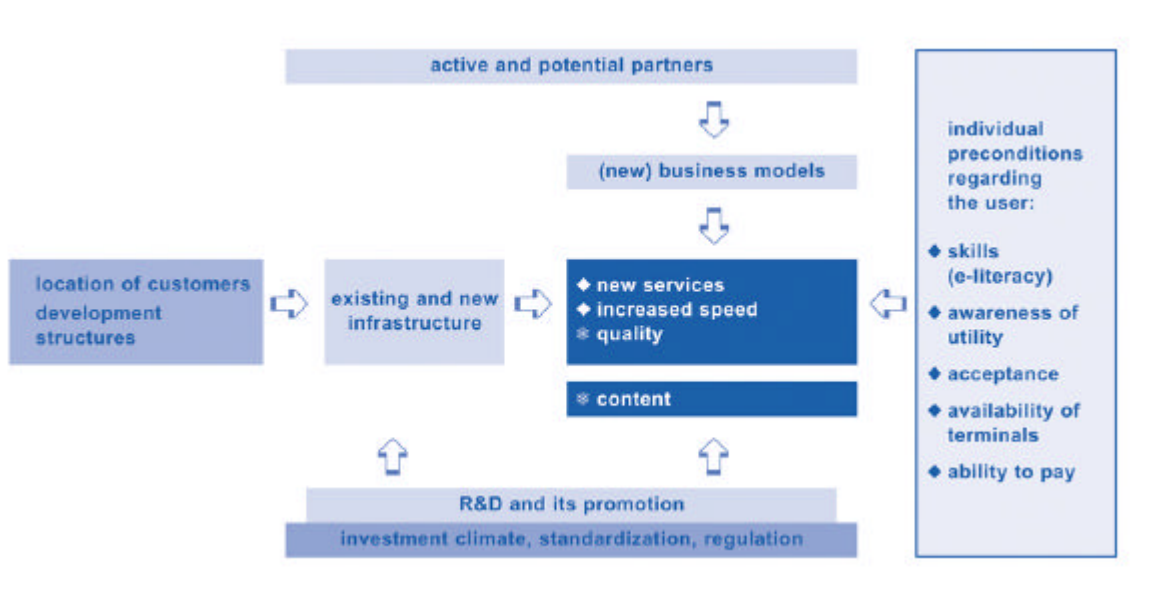 active and potential partners
(new) business models
location of customers
development
structures
existing and new
infrastructure
◆ new services
◆ increased speed
❄ quality
❄ content
R&D and its promotion
investment climate, standardization, regulation
individual
preconditions
regarding
the user:
◆ skills
(e-literacy)
◆ awareness of
utility
◆ acceptance
◆ availability of
terminals
◆ ability to pay